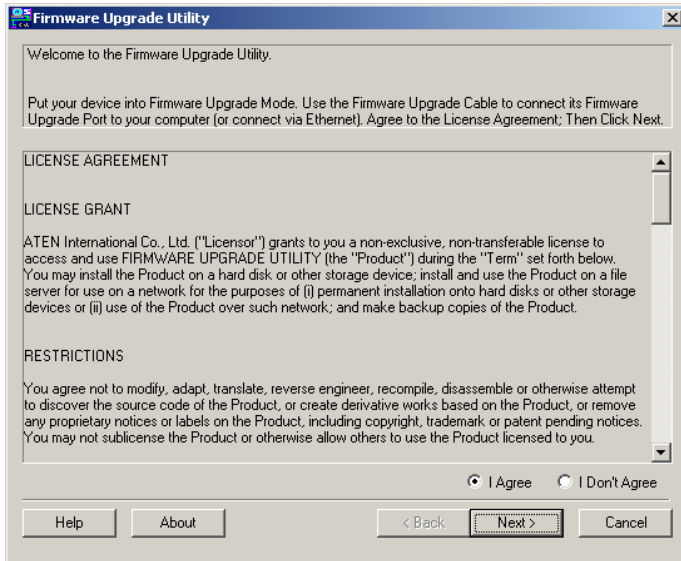 Firmware Upgrade Utility
Welcome to the Firmware Upgrade Utility.
Put your device into Firmware Upgrade Mode. Use the Firmware Upgrade Cable to connect its Firmware
Upgrade Port to your computer (or connect via Ethernet). Agree to the License Agreement; Then Click Next.
LICENSE AGREEMENT
LICENSE GRANT
ATEN International Co., Ltd. ("Licensor") grants to you a non-exclusive, non-transferable license to
access and use FIRMWARE UPGRADE UTILITY (the "Product") during the "Term" set forth below.
You may install the Product on a hard disk or other storage device; install and use the Product on a file
server for use on a network for the purposes of (i) permanent installation onto hard disks or other storage
devices or (ii) use of the Product over such network; and make backup copies of the Product.
RESTRICTIONS
You agree not to modify, adapt, translate, reverse engineer, recompile, disassemble or otherwise attempt
to discover the source code of the Product, or create derivative works based on the Product, or remove
any proprietary notices or labels on the Product, including copyright, trademark or patent pending notices.
You may not sublicense the Product or otherwise allow others to use the Product licensed to you.
I Agree I Don't Agree
Help About < Back Next > Cancel